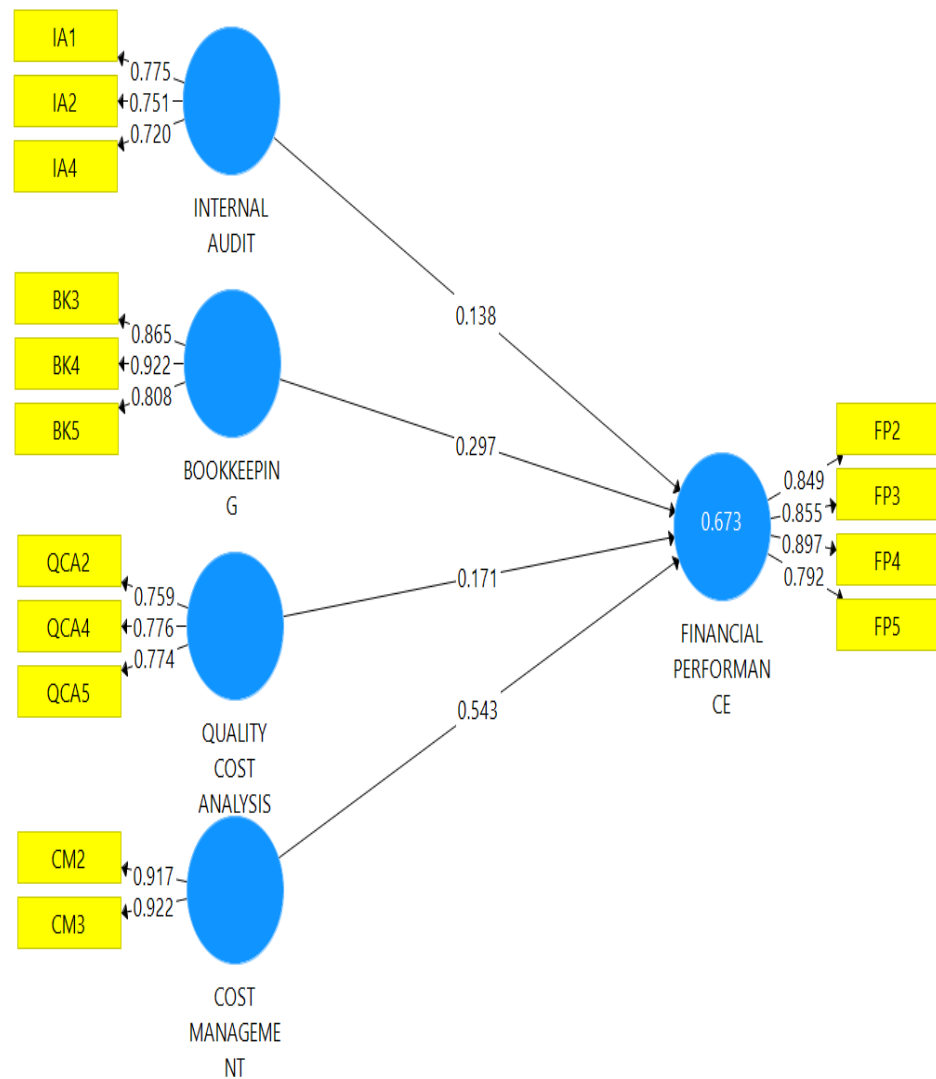 IA1
0.775
IA2
0.751
0.720
IA4
INTERNAL
AUDIT
0.138
BK3
0.865
BK4
0.922
0.808
BK5
BOOKKEEPIN
G
0.297
QCA2
0.759
QCA4
0.776
0.774
QCA5
QUALITY
COST
ANALYSIS
0.171
CM2
0.917
0.922
CM3
COST
MANAGEME
NT
0.543
0.673
FINANCIAL
PERFORMAN
CE
FP2
0.849
FP3
0.855
0.897
FP4
0.792
FP5